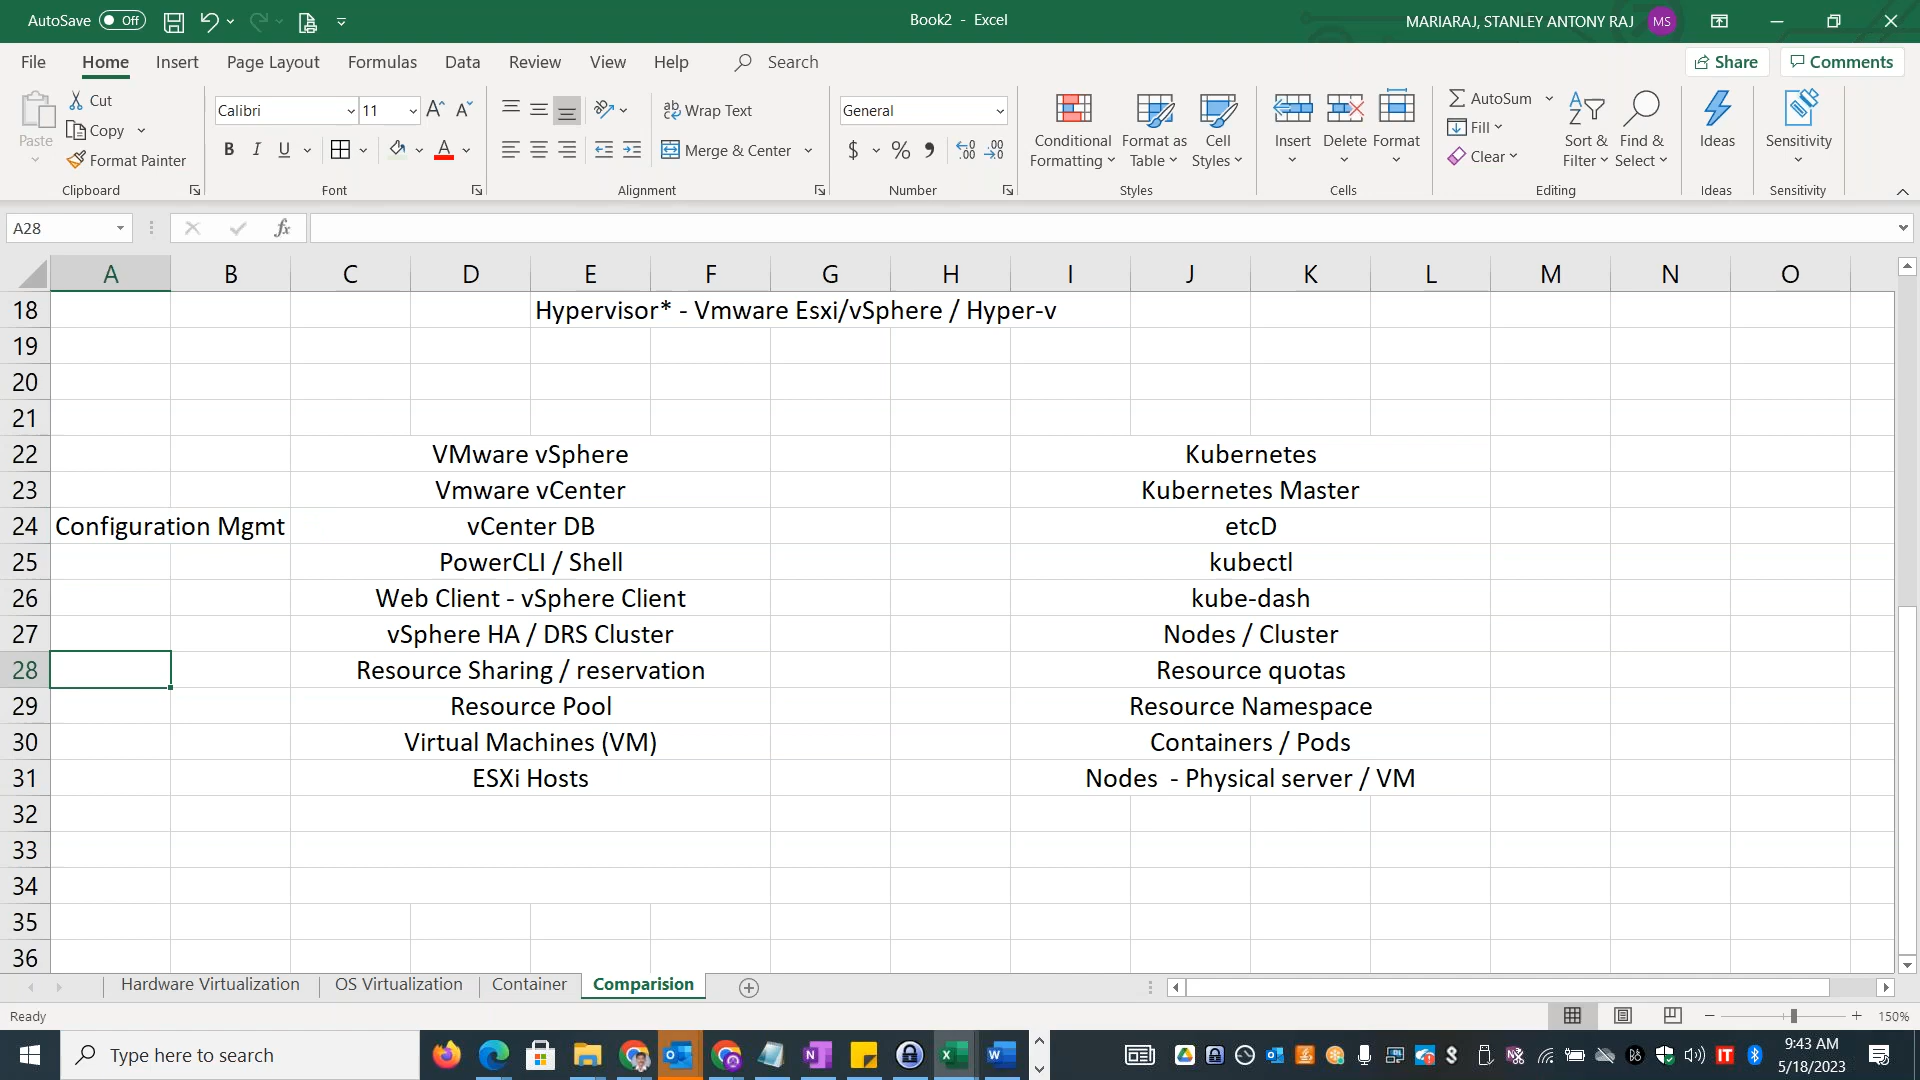 AutoSave Off
Book2 - Excel
MARIARAJ, STANLEY ANTONY RAJ MS
File Home Insert Page Layout Formulas Data Review View Help Search
Share Comments
Paste
Cut
Copy
Format Painter
Clipboard
Calibri 11
B I U
Font
Wrap Text
Merge & Center
Alignment
General
$ %
Number
Conditional Formatting
Format as Table
Cell Styles
Styles
Insert Delete Format
Cells
AutoSum
Fill
Clear
Sort & Filter
Find & Select
Editing
Ideas
Ideas
Sensitivity
Sensitivity
A28 fx
A B C D E F G H I J K L M N O
18 Hypervisor* - Vmware Esxi/vSphere / Hyper-v
19
20
21
22 VMware vSphere Kubernetes
23 Vmware vCenter Kubernetes Master
24 Configuration Mgmt vCenter DB etcD
25 PowerCLI / Shell kubectl
26 Web Client - vSphere Client kube-dash
27 vSphere HA / DRS Cluster Nodes / Cluster
28 Resource Sharing / reservation Resource quotas
29 Resource Pool Resource Namespace
30 Virtual Machines (VM) Containers / Pods
31 ESXi Hosts Nodes - Physical server / VM
32
33
34
35
36
Hardware Virtualization OS Virtualization Container Comparision
Ready
150%
Type here to search
9:43 AM
5/18/2023